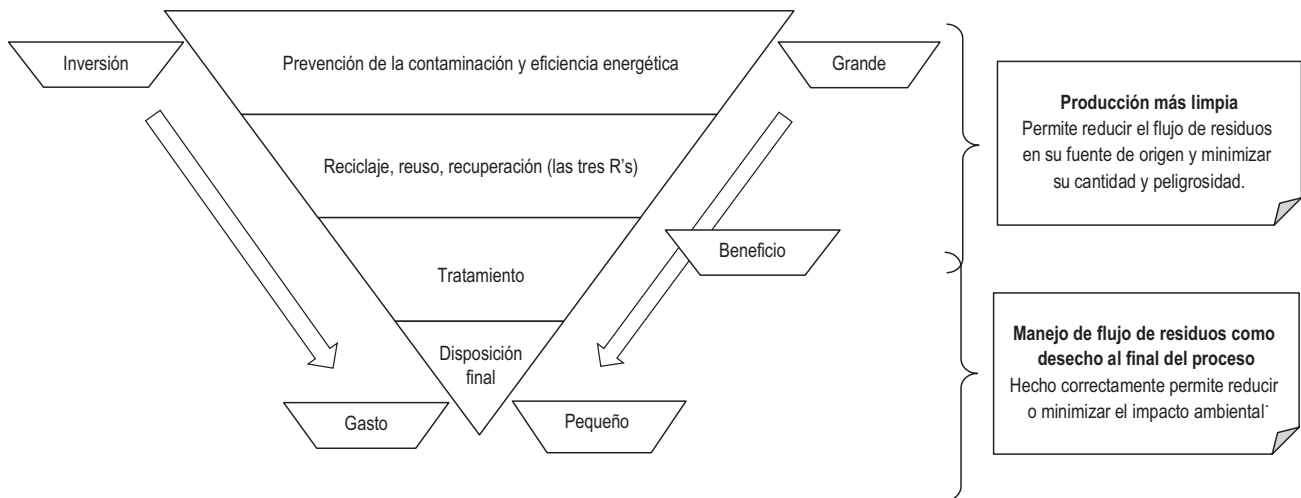 Inversión
Prevención de la contaminación y eficiencia energética
Grande
Reciclaje, reuso, recuperación (las tres R's)
Beneficio
Tratamiento
Disposición
final
Gasto
Pequeño
Producción más limpia
Permite reducir el flujo de residuos
en su fuente de origen y minimizar
su cantidad y peligrosidad.
Manejo de flujo de residuos como
desecho al final del proceso
Hecho correctamente permite reducir
o minimizar el impacto ambiental.